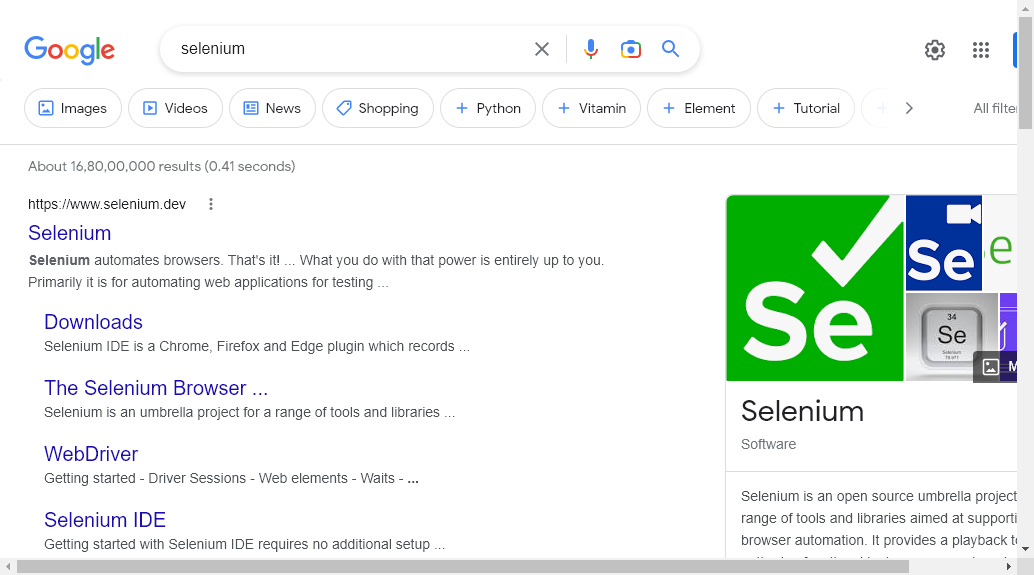 Google
selenium
Images
Videos
News
Shopping
Python
Vitamin
Element
Tutorial
All filte
About 16,80,00,000 results (0.41 seconds)
https://www.selenium.dev
Selenium
Selenium automates browsers. That's it! ... What you do with that power is entirely up to you.
Primarily it is for automating web applications for testing ...
Downloads
Selenium IDE is a Chrome, Firefox and Edge plugin which records ...
The Selenium Browser ...
Selenium is an umbrella project for a range of tools and libraries ...
WebDriver
Getting started - Driver Sessions - Web elements - Waits - ...
Selenium IDE
Getting started with Selenium IDE requires no additional setup ...
Se
Se
e
34
Se
Selenium
M
Selenium
Software
Selenium is an open source umbrella project
range of tools and libraries aimed at supporti
browser automation. It provides a playback t